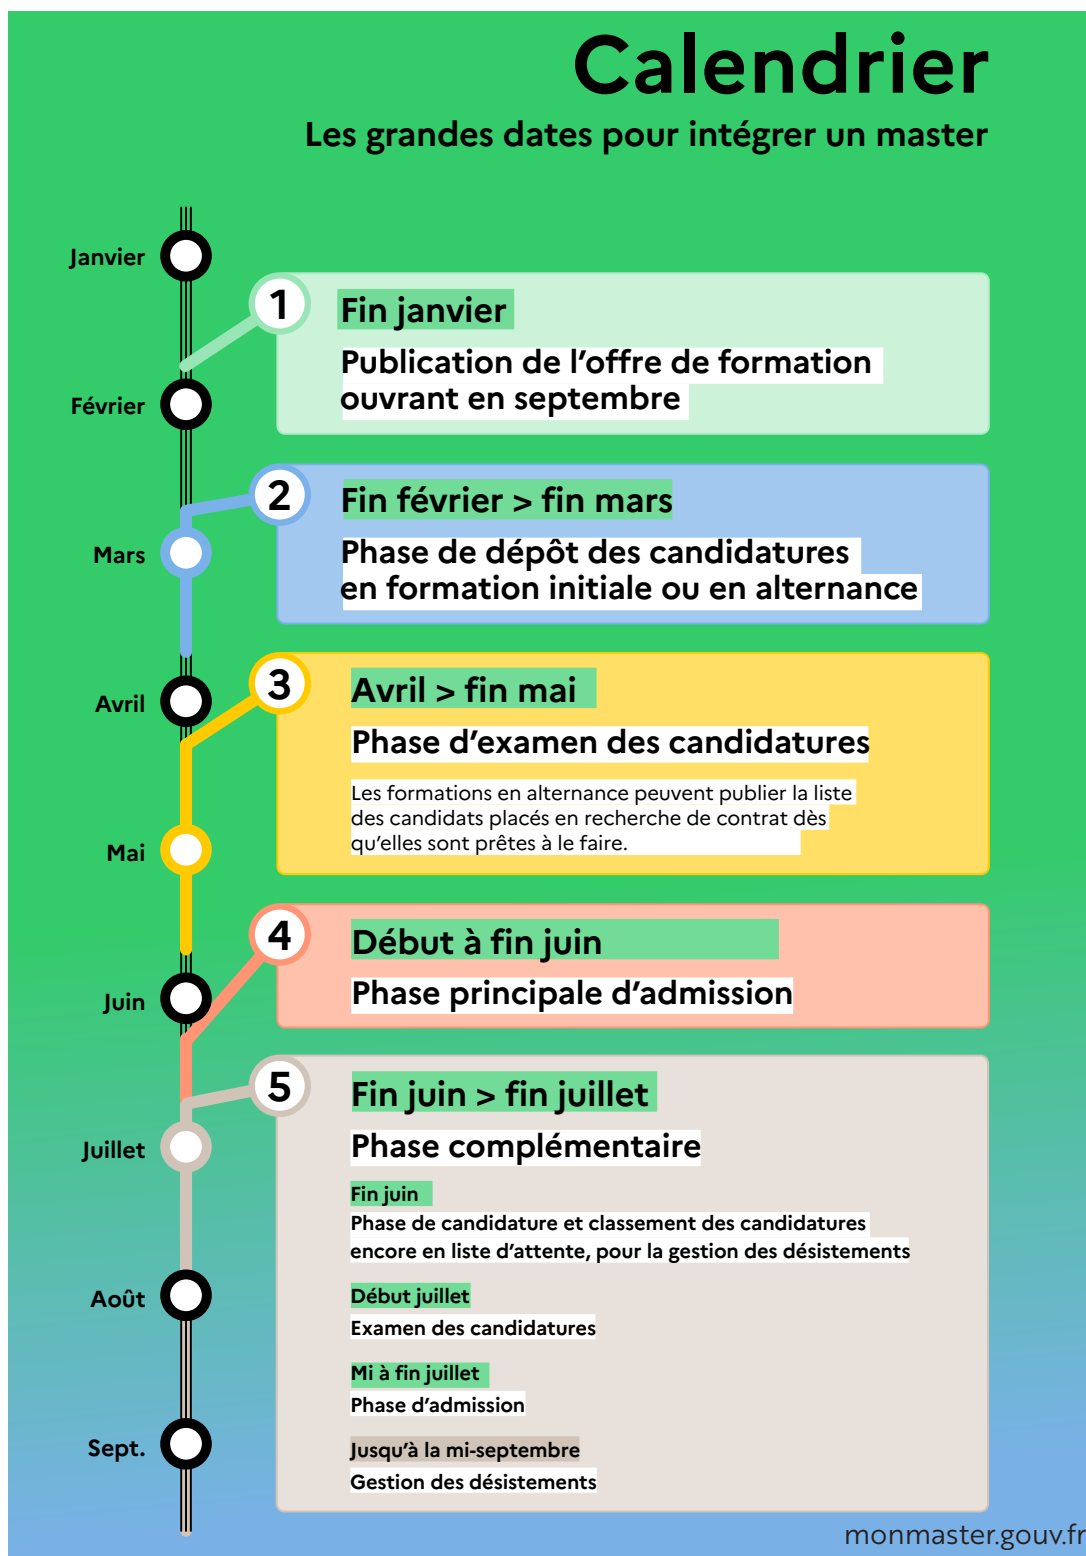 Calendrier
Les grandes dates pour intégrer un master
Janvier
1
Fin janvier
Publication de l’offre de formation
ouvrant en septembre
Février
2
Fin février > fin mars
Phase de dépôt des candidatures
en formation initiale ou en alternance
Mars
3
Avril > fin mai
Phase d’examen des candidatures
Les formations en alternance peuvent publier la liste
des candidats placés en recherche de contrat dès
qu’elles sont prêtes à le faire.
Avril
Mai
4
Début à fin juin
Phase principale d’admission
Juin
5
Fin juin > fin juillet
Phase complémentaire
Fin juin
Phase de candidature et classement des candidatures
encore en liste d’attente, pour la gestion des désistements
Début juillet
Examen des candidatures
Mi à fin juillet
Phase d’admission
Jusqu’à la mi-septembre
Gestion des désistements
Juillet
Août
Sept.
monmaster.gouv.fr